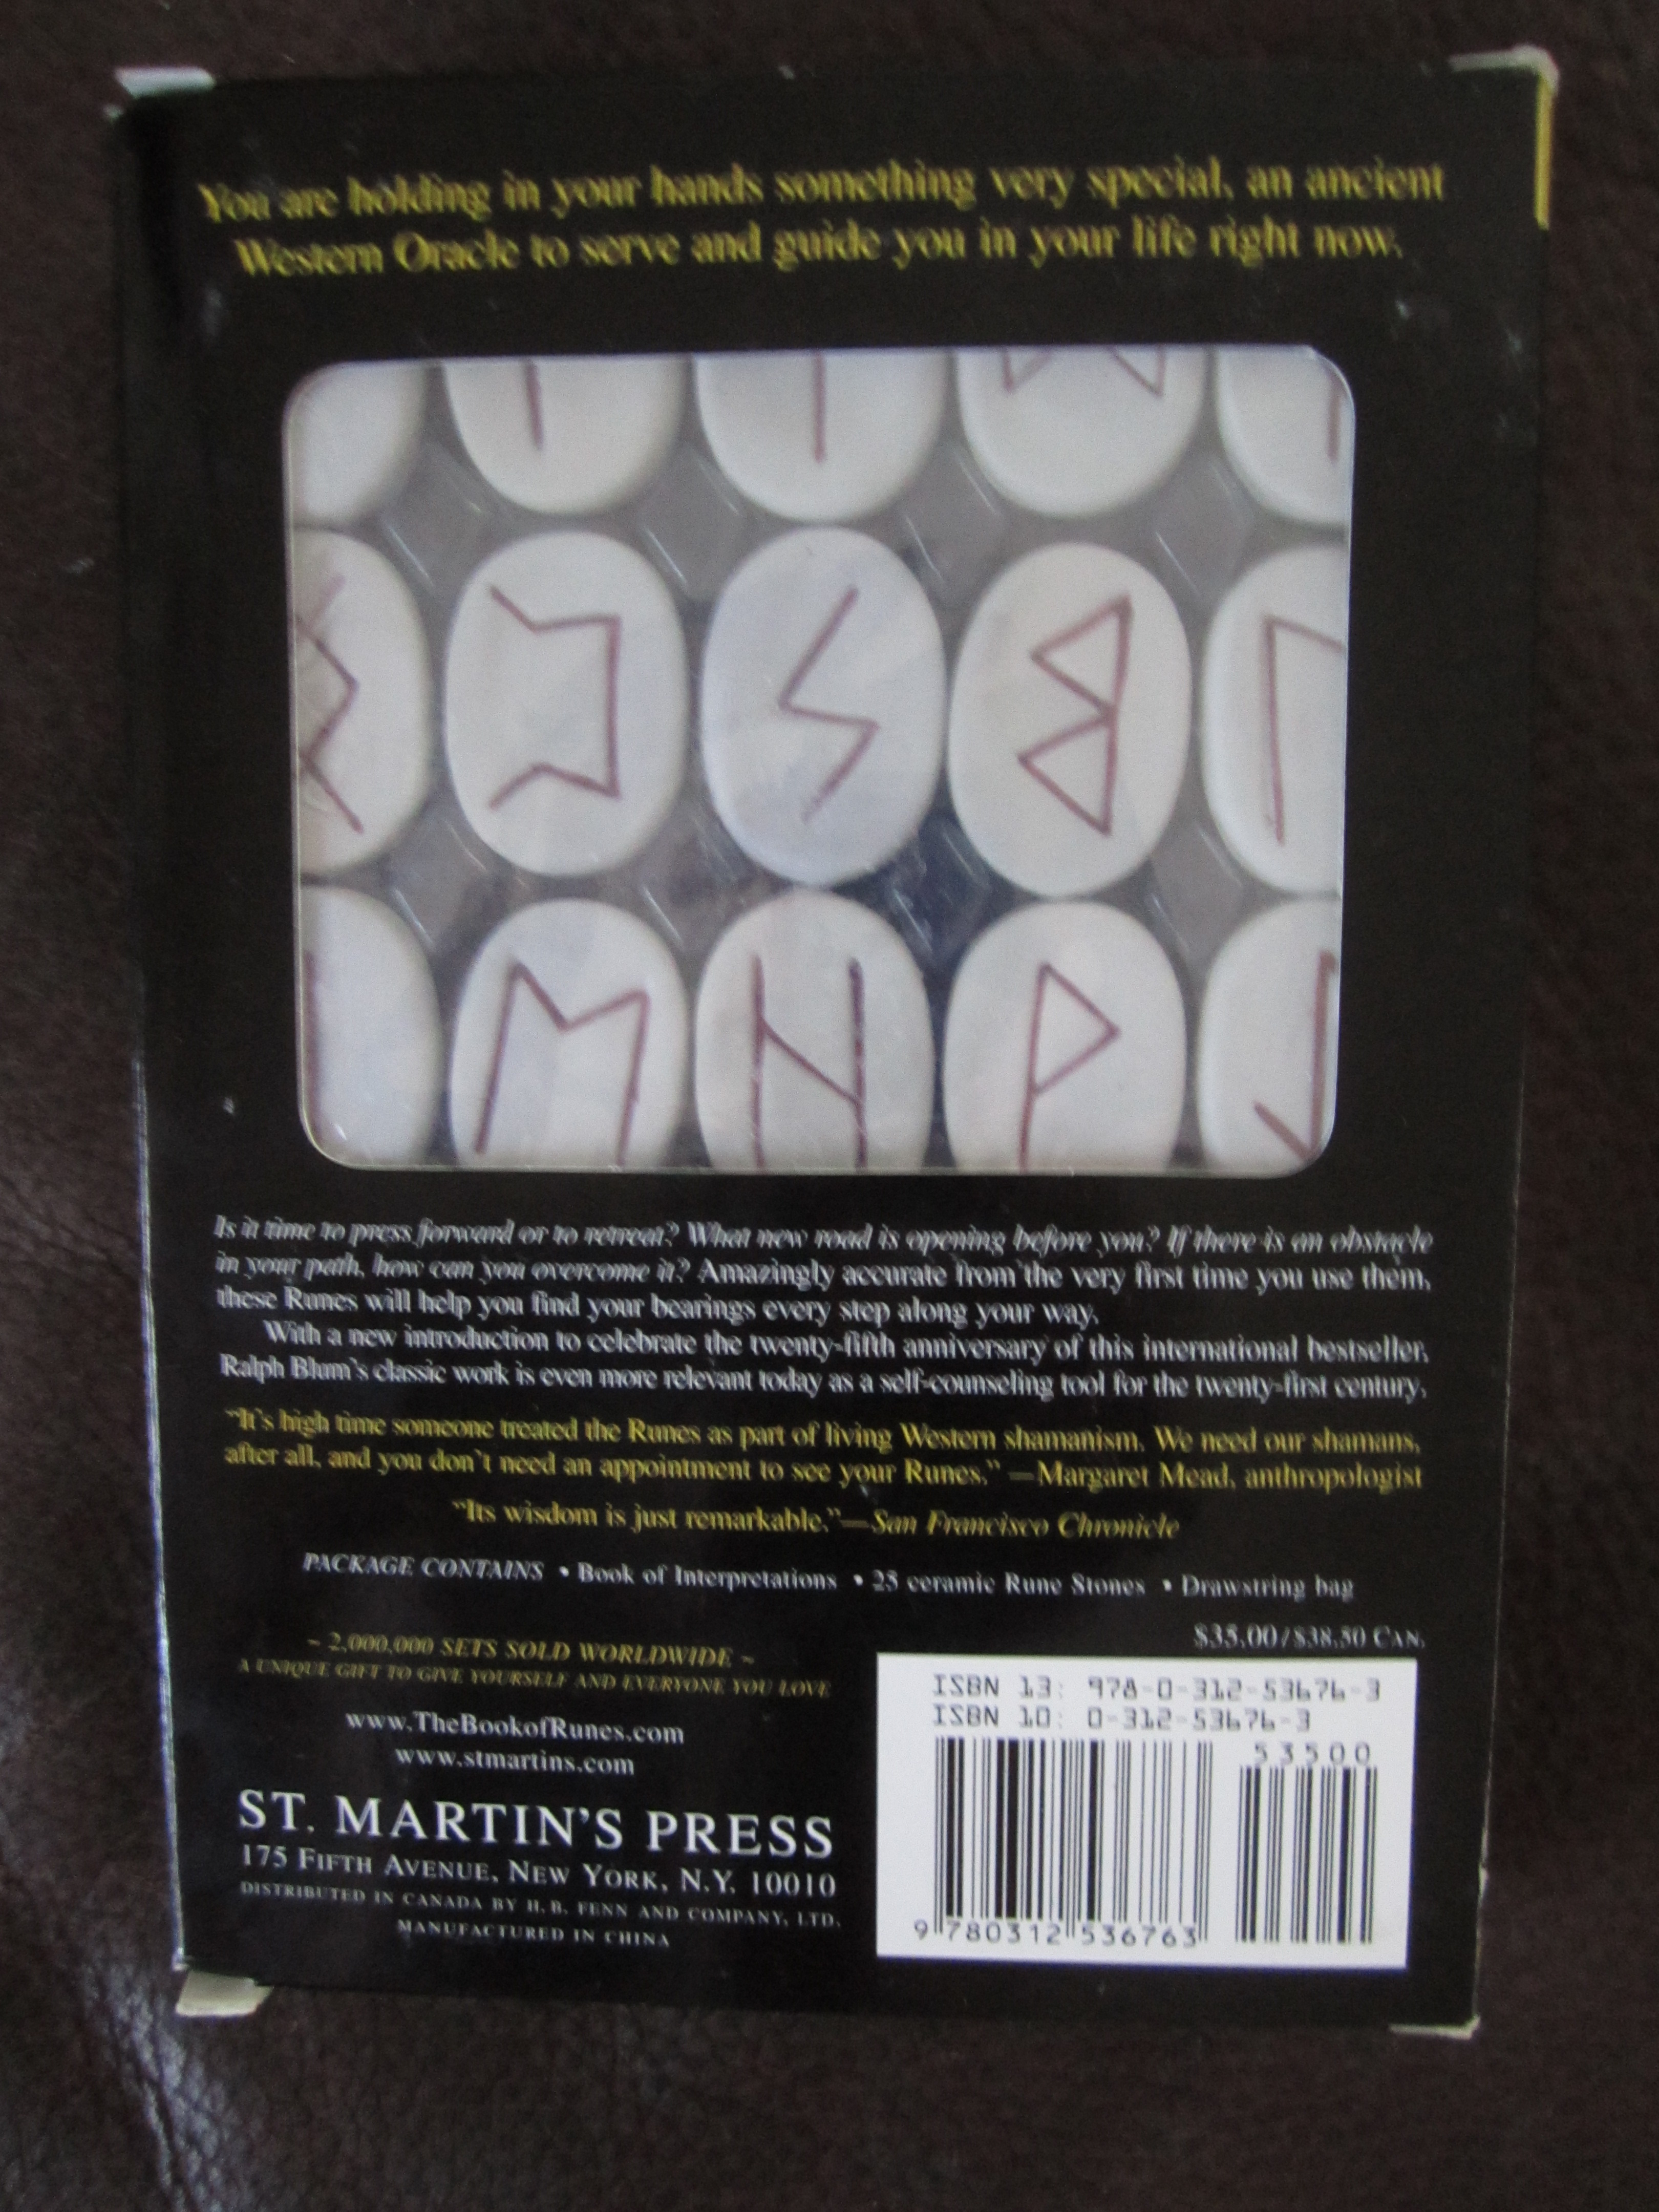 You are holding in your hands something very special, an ancient
Western Oracle to serve and guide you in your life right now.
Is it time to press forward or to retreat? What new road is opening before you? If there is an obstacle
in your path, how can you overcome it? Amazingly accurate from the very first time you use them,
these Runes will help you find your bearings every step along your way.
With a new introduction to celebrate the twenty-fifth anniversary of this international bestseller,
Ralph Blum's classic work is even more relevant today as a self-counseling tool for the twenty-first century.
"It's high time someone treated the Runes as part of living Western shamanism. We need our shamans,
after all, and you don't need an appointment to see your Runes." —Margaret Mead, anthropologist
"Its wisdom is just remarkable."—San Francisco Chronicle
PACKAGE CONTAINS • Book of Interpretations • 25 ceramic Rune Stones • Drawstring bag
$35.00/$38.50 CAN.
~ 2,000,000 SETS SOLD WORLDWIDE ~
A UNIQUE GIFT TO GIVE YOURSELF AND EVERYONE YOU LOVE
www.TheBookofRunes.com
www.stmartins.com
ST. MARTIN'S PRESS
175 FIFTH AVENUE, NEW YORK, N.Y. 10010
DISTRIBUTED IN CANADA BY H. B. FENN AND COMPANY, LTD.
MANUFACTURED IN CHINA
ISBN 13: 978-0-312-53676-3
ISBN 10: 0-312-53676-3
53500
9 780312 536763